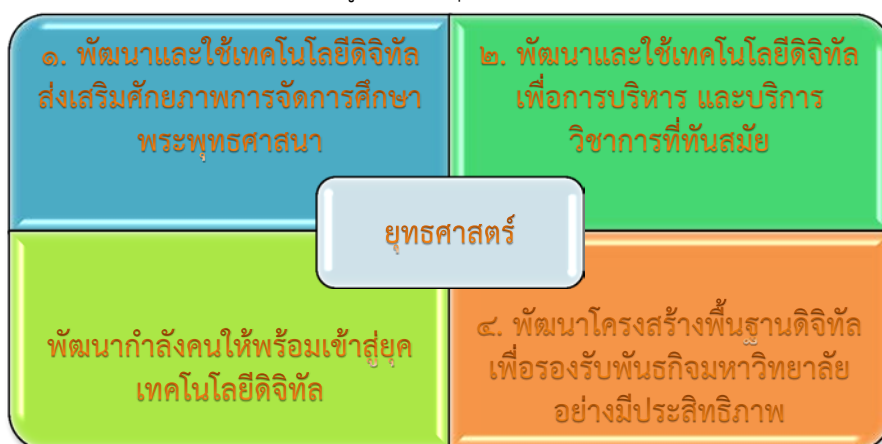 ๑. พัฒนาและใช้เทคโนโลยีดิจิทัล
ส่งเสริมศักยภาพการจัดการศึกษา
พระพุทธศาสนา
๒. พัฒนาและใช้เทคโนโลยีดิจิทัล
เพื่อการบริหาร และบริการ
วิชาการที่ทันสมัย
ยุทธศาสตร์
พัฒนากำลังคนให้พร้อมเข้าสู่ยุค
เทคโนโลยีดิจิทัล
๔. พัฒนาโครงสร้างพื้นฐานดิจิทัล
เพื่อรองรับพันธกิจมหาวิทยาลัย
อย่างมีประสิทธิภาพ